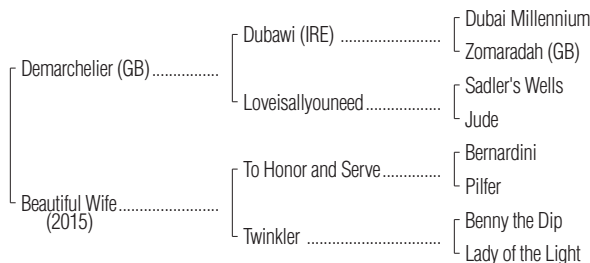 Dubai Millennium
Dubawi (IRE) ..................
Zomaradah (GB)
Demarchelier (GB)................
Sadler's Wells
Loveisallyouneed..................
Jude
Bernardini
To Honor and Serve..............
Pilfer
Beautiful Wife........................
(2015)
Benny the Dip
Twinkler ................................
Lady of the Light